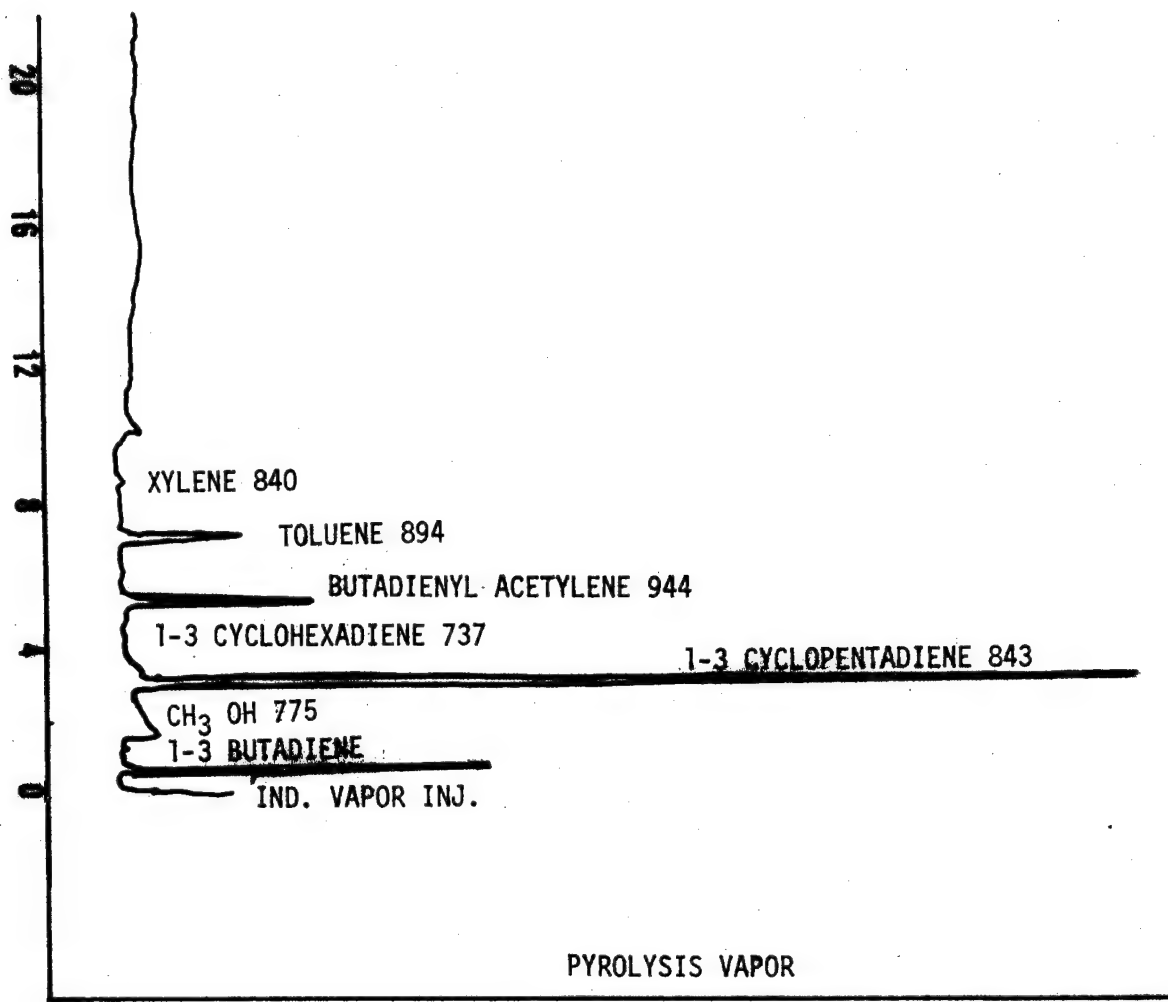 20
16
12
XYLENE 840
8
TOLUENE 894
BUTADIENYL ACETYLENE 944
1-3 CYCLOHEXADIENE 737
4
1-3 CYCLOPENTADIENE 843
CH₃ OH 775
1-3 BUTADIENE
0
IND. VAPOR INJ.
PYROLYSIS VAPOR